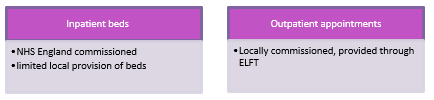 Inpatient beds
•NHS England commissioned
•limited local provision of beds
Outpatient appointments
•Locally commissioned, provided through
ELFT